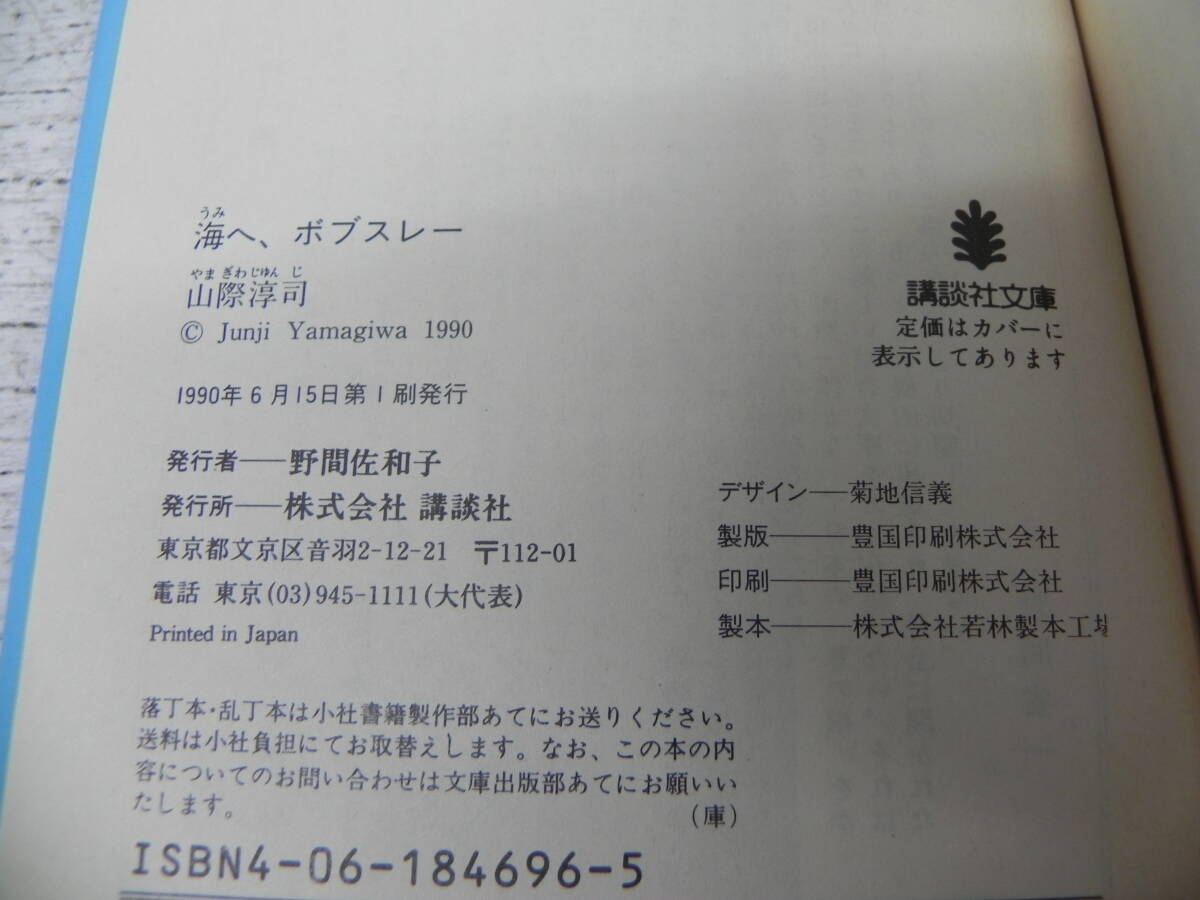 うみ
海へ、ボブスレー
やまぎわじゅんじ
山際淳司
© Junji Yamagiwa 1990
1990年6月15日第1刷発行
発行者——野間佐和子
発行所——株式会社 講談社
東京都文京区音羽2-12-21 〒112-01
電話 東京(03)945-1111(大代表)
Printed in Japan
講談社文庫
定価はカバーに
表示してあります
デザイン——菊地信義
製版———豊国印刷株式会社
印刷———豊国印刷株式会社
製本———株式会社若林製本工場
落丁本・乱丁本は小社書籍製作部あてにお送りください。
送料は小社負担にてお取替えします。なお、この本の内
容についてのお問い合わせは文庫出版部あてにお願いい
たします。
(庫)
ISBN4-06-184696-5